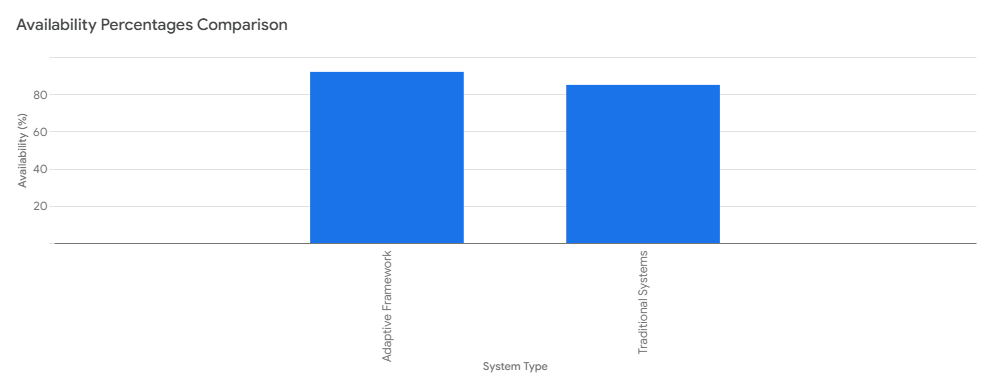 Availability Percentages Comparison
80
60
40
20
Availability (%)
Adaptive Framework
Traditional Systems
System Type